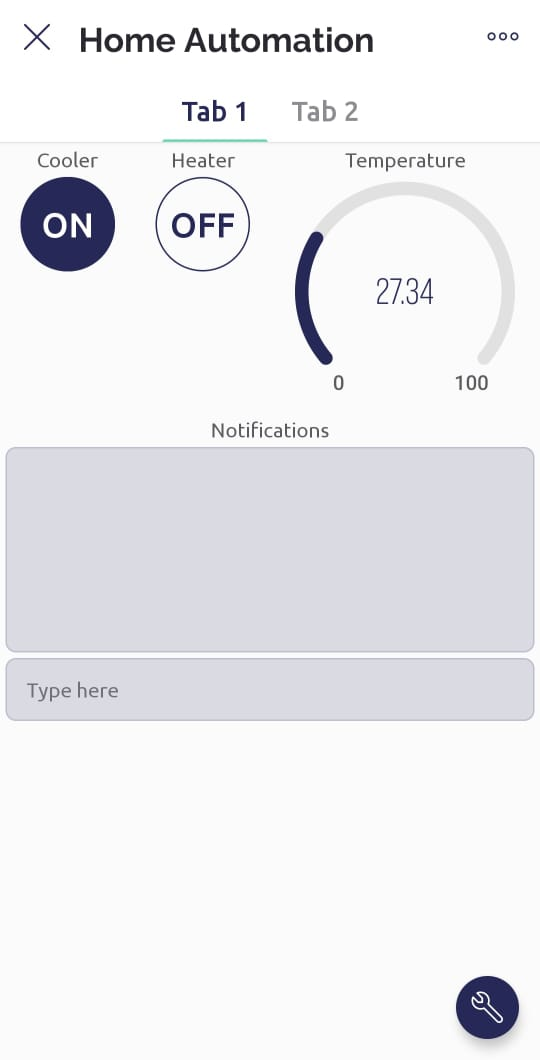 Home Automation
Tab 1 Tab 2
Cooler Heater Temperature
ON OFF
27.34
0 100
Notifications
Type here